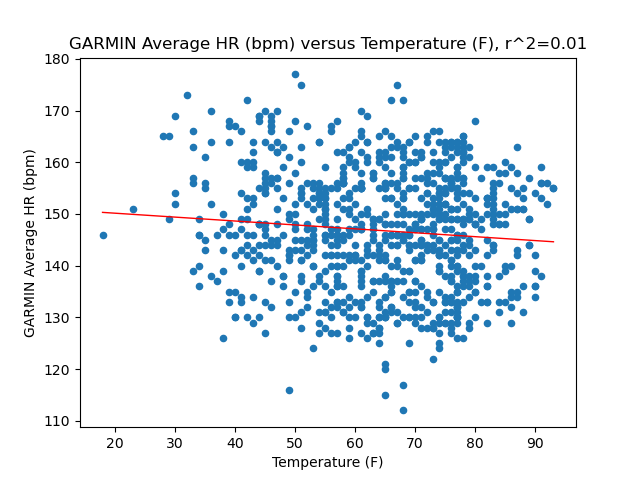 GARMIN Average HR (bpm) versus Temperature (F), r^2=0.01
180
170
160
150
140
130
120
110
GARMIN Average HR (bpm)
20 30 40 50 60 70 80 90
Temperature (F)